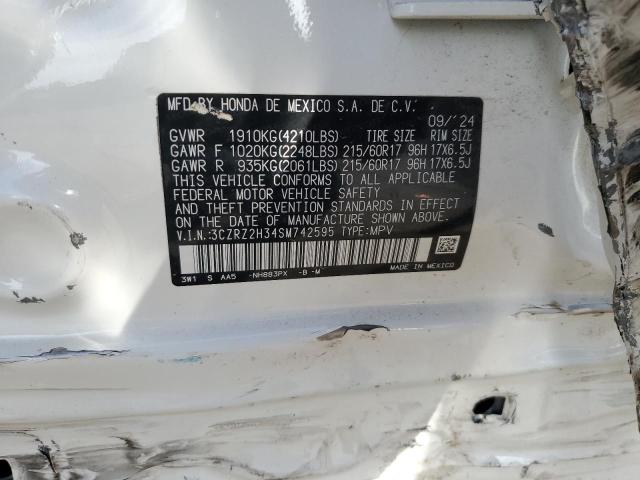 MFD BY HONDA DE MEXICO S.A. DE C.V.
09/'24
GVWR 1910KG(4210LBS) TIRE SIZE RIM SIZE
GAWR F 1020KG(2248LBS) 215/60R17 96H 17X6.5J
GAWR R 935KG(2061LBS) 215/60R17 96H 17X6.5J
THIS VEHICLE CONFORMS TO ALL APPLICABLE
FEDERAL MOTOR VEHICLE SAFETY, BUMPER,
AND THEFT PREVENTION STANDARDS IN EFFECT
ON THE DATE OF MANUFACTURE SHOWN ABOVE.
V.I.N.:3CZRZ2H34SM742595 TYPE:MPV
3W1 S AA5 -NH883PX -B -M MADE IN MEXICO